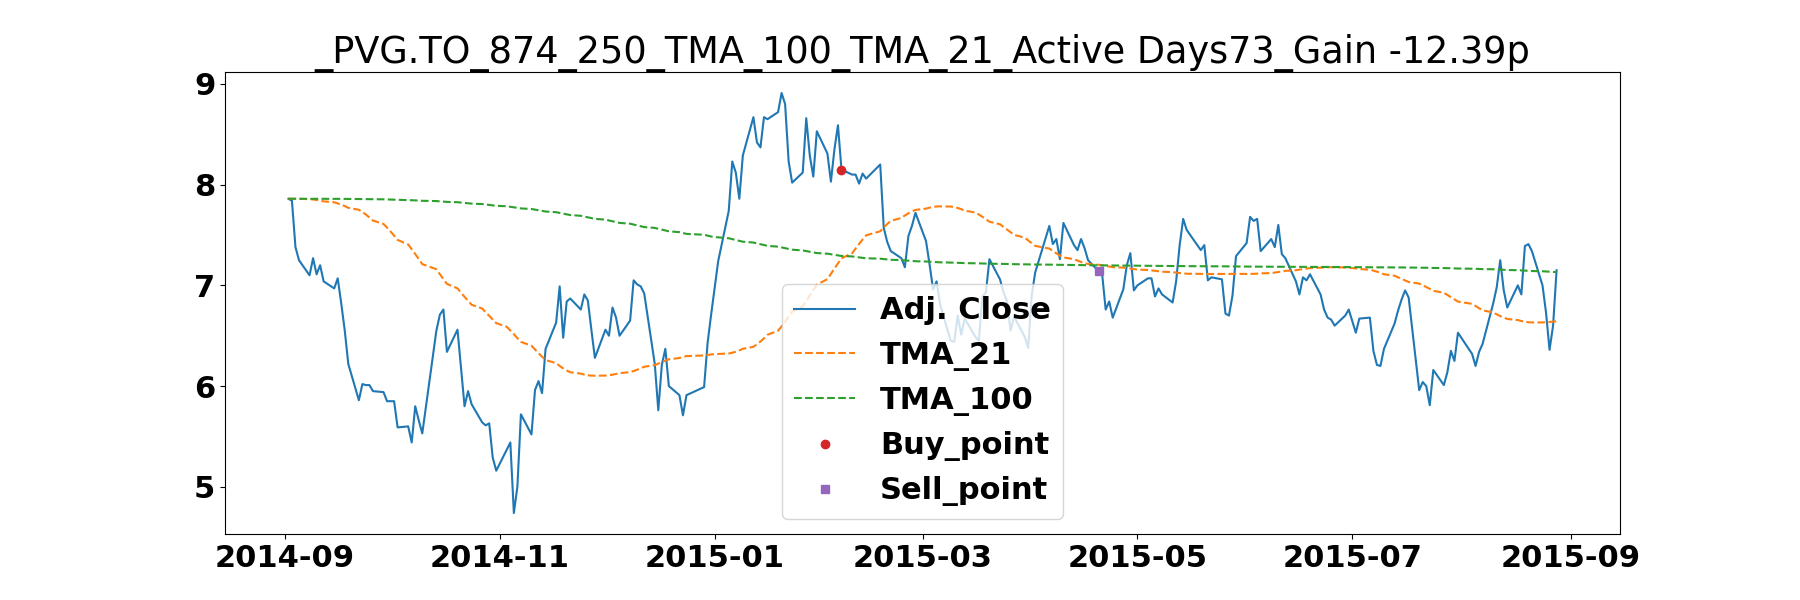 _PVG.TO_874_250_TMA_100_TMA_21_Active Days73_Gain -12.39p
9
8
7
6
5
Adj. Close
TMA_21
TMA_100
Buy_point
Sell_point
2014-09 2014-11 2015-01 2015-03 2015-05 2015-07 2015-09